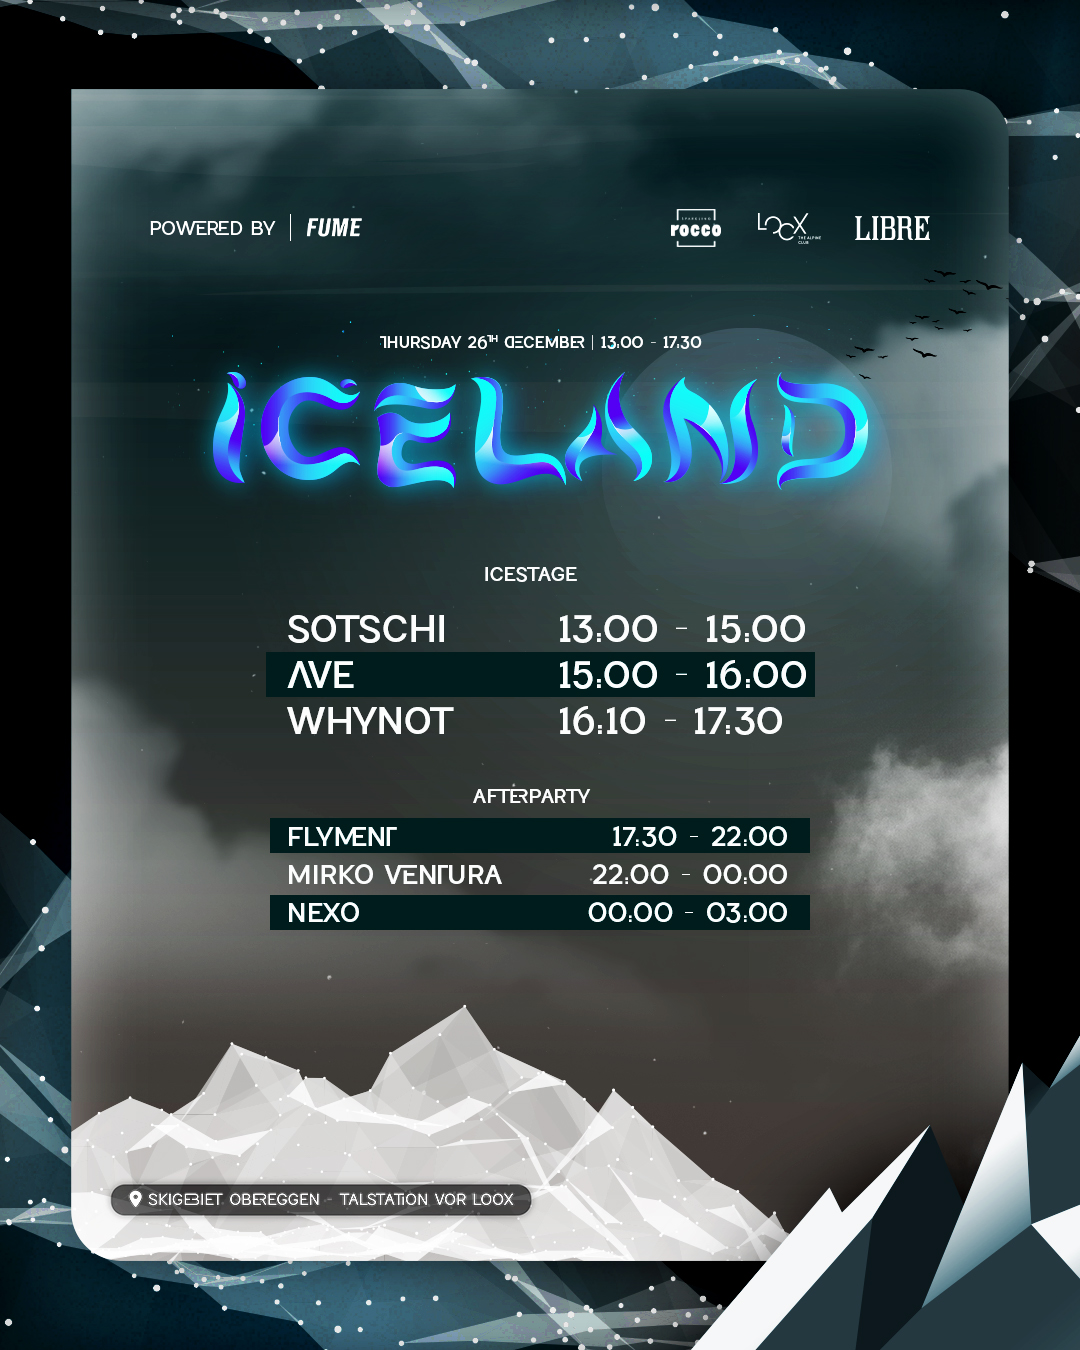 POWERED BY | FUME
SPARKLING
rocco
LOOX
THE ALPINE
CLUB
LIBRE
THURSDAY 26TH DECEMBER | 13.00 - 17.30
ICELAND
ICESTAGE
SOTSCHI 13:00 - 15:00
AVE 15:00 - 16:00
WHYNOT 16:10 - 17:30
AFTERPARTY
FLYMENT 17:30 - 22:00
MIRKO VENTURA 22:00 - 00:00
NEXO 00:00 - 03:00
SKIGEBIET OBEREGGEN - TALSTATION VOR LOOX